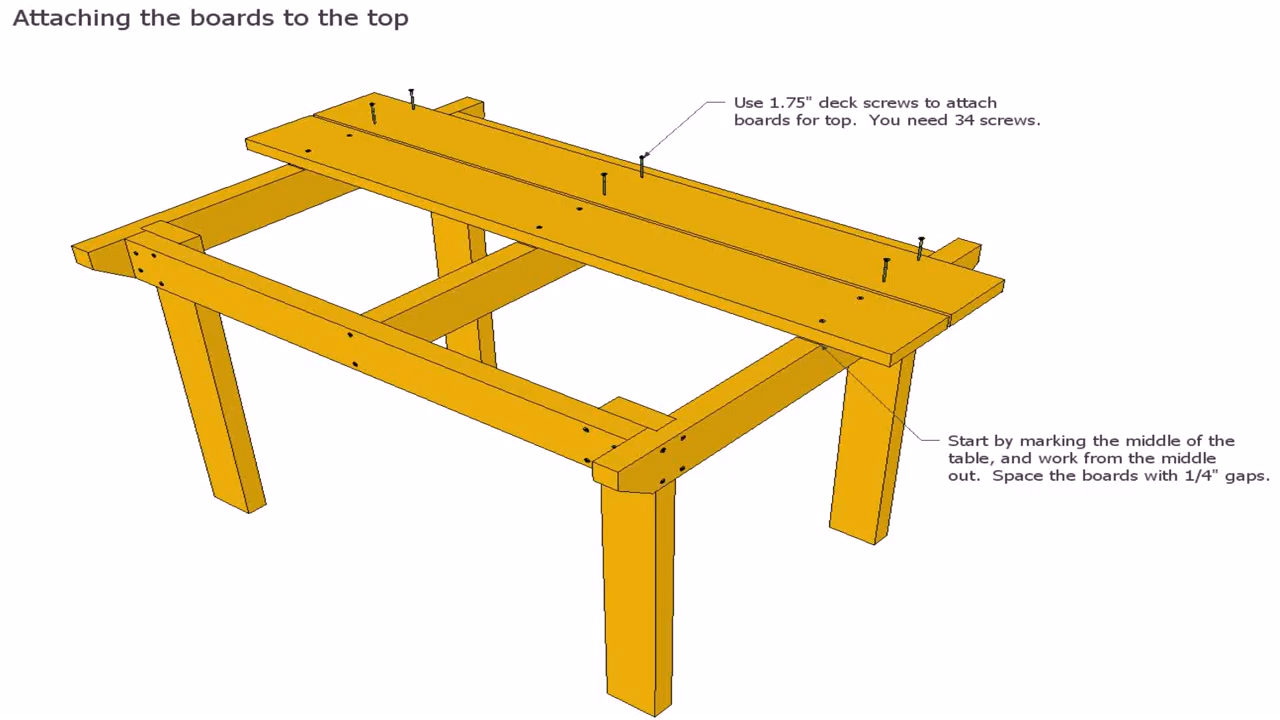 Attaching the boards to the top
Use 1.75" deck screws to attach
boards for top.  You need 34 screws.
Start by marking the middle of the
table, and work from the middle
out.  Space the boards with 1/4" gaps.